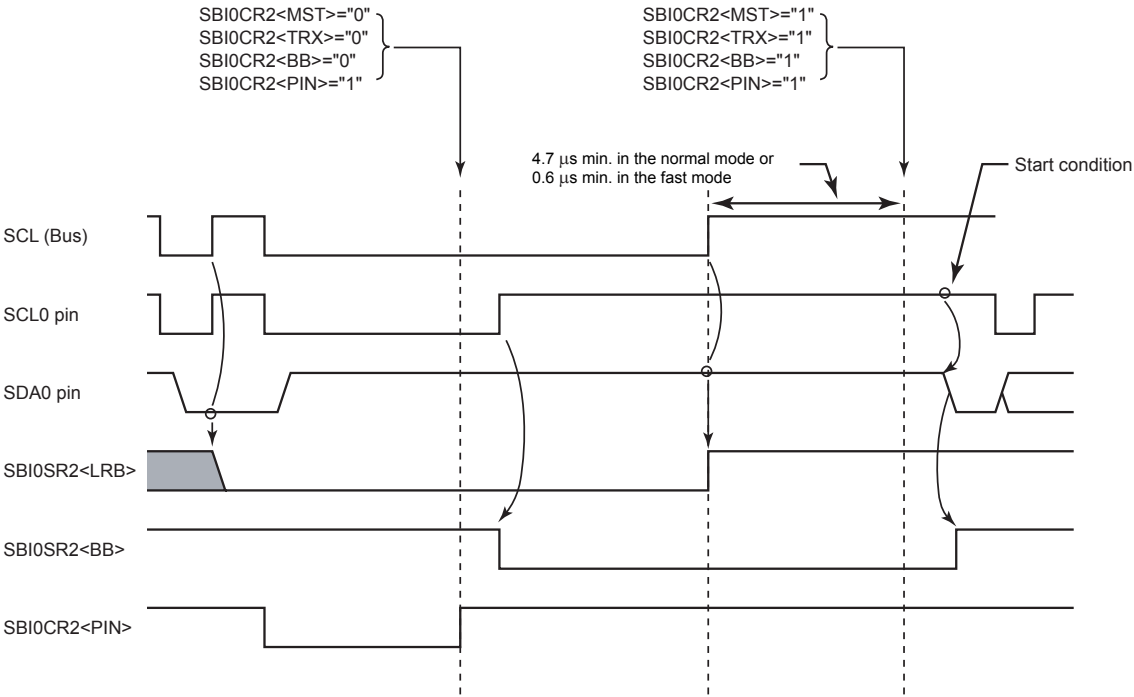 SBI0CR2<MST>="0"
SBI0CR2<TRX>="0"
SBI0CR2<BB>="0"
SBI0CR2<PIN>="1"
SBI0CR2<MST>="1"
SBI0CR2<TRX>="1"
SBI0CR2<BB>="1"
SBI0CR2<PIN>="1"
4.7 μs min. in the normal mode or
0.6 μs min. in the fast mode
Start condition
SCL (Bus)
SCL0 pin
SDA0 pin
SBI0SR2<LRB>
SBI0SR2<BB>
SBI0CR2<PIN>